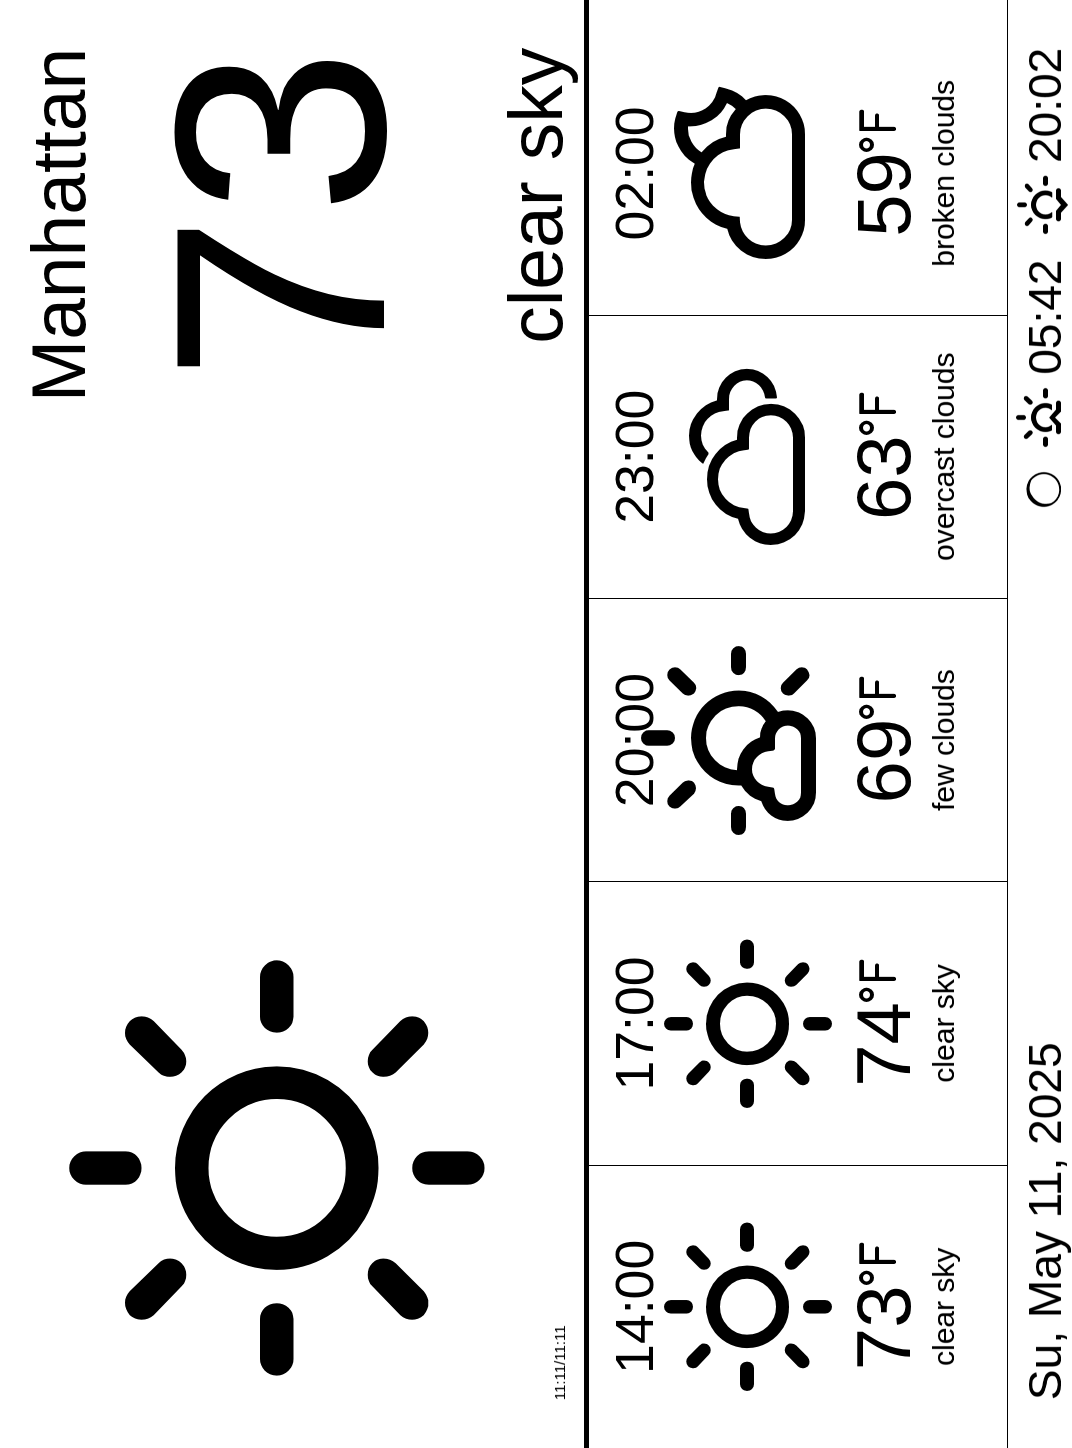 Manhattan
73
clear sky
11:11/11:11
14:00
73°F
clear sky
17:00
74°F
clear sky
20:00
69°F
few clouds
23:00
63°F
overcast clouds
02:00
59°F
broken clouds
Su, May 11, 2025
05:42
20:02